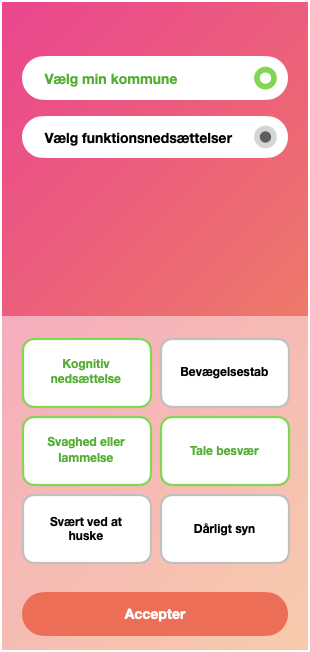 Vælg min kommune
Vælg funktionsnedsættelser
Kognitiv
nedsættelse
Bevægelsestab
Svaghed eller
lammelse
Tale besvær
Svært ved at
huske
Dårligt syn
Accepter